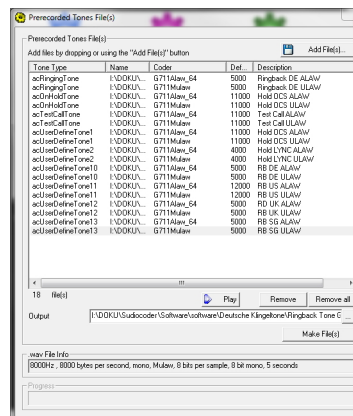 Prerecorded Tones File(s)
Prerecorded Tones File(s)
Add files by dropping or using the "Add File(s)" button
Add File(s)...
Tone Type Name Coder Def... Description
acRingingTone I:\DOKU\... G711Alaw_64 5000 Ringback DE ALAW
acRingingTone I:\DOKU\... G711Mulaw 5000 Ringback DE ULAW
acOnHoldTone I:\DOKU\... G711Alaw_64 11000 Hold OCS ALAW
acOnHoldTone I:\DOKU\... G711Mulaw 11000 Hold OCS ULAW
acTestCallTone I:\DOKU\... G711Alaw_64 11000 Test Call ALAW
acTestCallTone I:\DOKU\... G711Mulaw 11000 Test Call ULAW
acUserDefineTone1 I:\DOKU\... G711Alaw_64 11000 Hold OCS ALAW
acUserDefineTone1 I:\DOKU\... G711Mulaw 11000 Hold OCS ULAW
acUserDefineTone2 I:\DOKU\... G711Alaw_64 4000 Hold LYNC ALAW
acUserDefineTone2 I:\DOKU\... G711Mulaw 4000 Hold LYNC ULAW
acUserDefineTone10 I:\DOKU\... G711Alaw_64 5000 RB DE ALAW
acUserDefineTone10 I:\DOKU\... G711Mulaw 5000 RB DE ULAW
acUserDefineTone11 I:\DOKU\... G711Alaw_64 12000 RB US ALAW
acUserDefineTone11 I:\DOKU\... G711Mulaw 12000 RB US ULAW
acUserDefineTone12 I:\DOKU\... G711Alaw_64 5000 RD UK ALAW
acUserDefineTone12 I:\DOKU\... G711Mulaw 5000 RB UK ULAW
acUserDefineTone13 I:\DOKU\... G711Alaw_64 5000 RB SG ALAW
acUserDefineTone13 I:\DOKU\... G711Mulaw 5000 RB SG ULAW
18 file(s)
Play Remove Remove all
Output I:\DOKU\Sudiocoder\Software\software\Deutsche Klingeltone\Ringback Tone G ...
Make File(s)
.wav File Info
8000Hz , 8000 bytes per second, mono, Mulaw, 8 bits per sample, 8 bit mono, 5 seconds
Progress